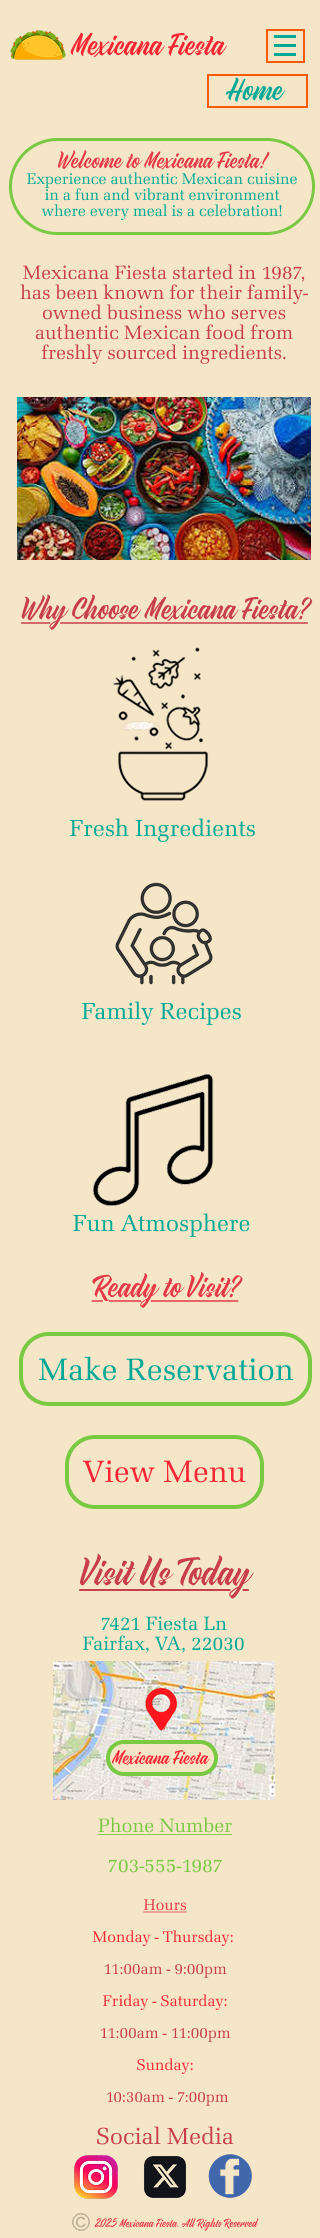 Mexicana Fiesta
Home
Welcome to Mexicana Fiesta!
Experience authentic Mexican cuisine
in a fun and vibrant environment
where every meal is a celebration!
Mexicana Fiesta started in 1987,
has been known for their family-
owned business who serves
authentic Mexican food from
freshly sourced ingredients.
Why Choose Mexicana Fiesta?
Fresh Ingredients
Family Recipes
Fun Atmosphere
Ready to Visit?
Make Reservation
View Menu
Visit Us Today
7421 Fiesta Ln
Fairfax, VA, 22030
Mexicana Fiesta
Phone Number
703-555-1987
Hours
Monday - Thursday:
11:00am - 9:00pm
Friday - Saturday:
11:00am - 11:00pm
Sunday:
10:30am - 7:00pm
Social Media
© 2025 Mexicana Fiesta. All Rights Reserved